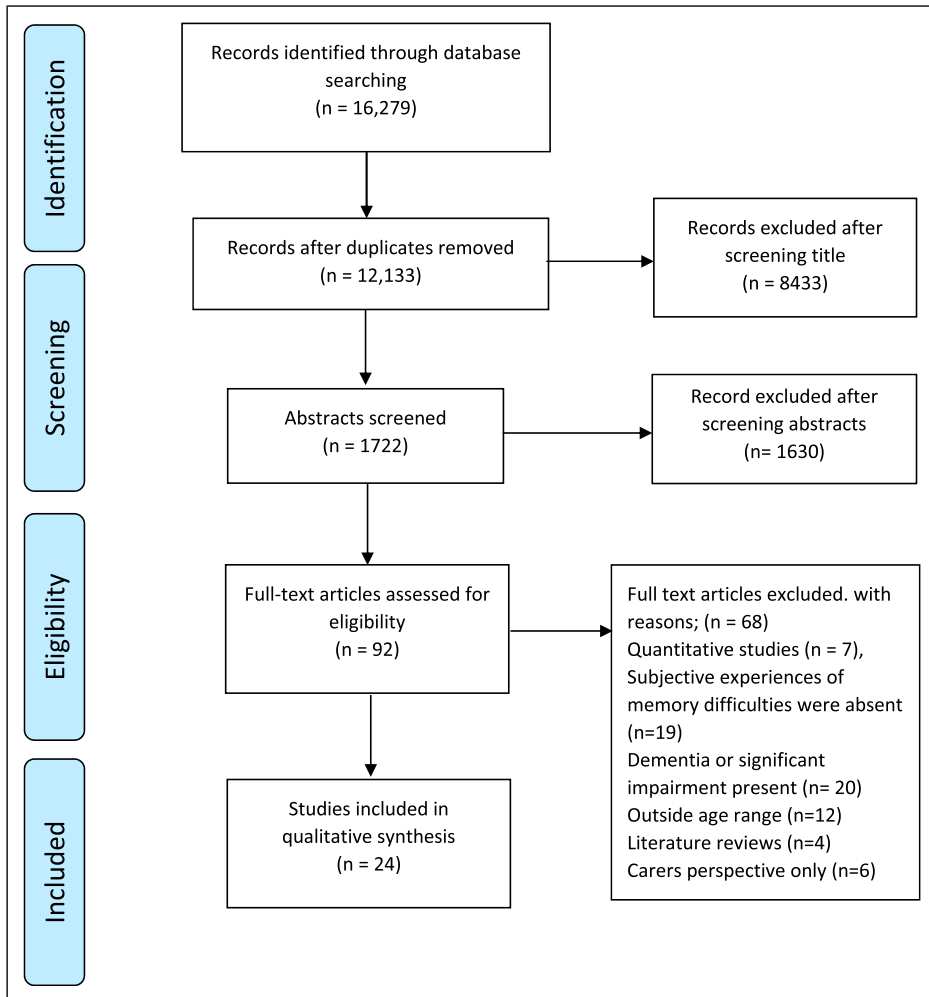 Identification
Records identified through database
searching
(n = 16,279)
Records after duplicates removed
(n = 12,133)
Records excluded after
screening title
(n = 8433)
Screening
Abstracts screened
(n = 1722)
Record excluded after
screening abstracts
(n= 1630)
Eligibility
Full-text articles assessed for
eligibility
(n = 92)
Full text articles excluded. with
reasons; (n = 68)
Quantitative studies (n = 7),
Subjective experiences of
memory difficulties were absent
(n=19)
Dementia or significant
impairment present (n= 20)
Outside age range (n=12)
Literature reviews (n=4)
Carers perspective only (n=6)
Included
Studies included in
qualitative synthesis
(n = 24)